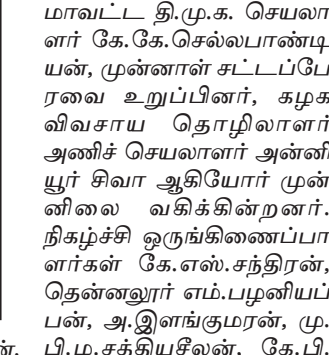 மாவட்ட தி.மு.க. செயலா
ளர் கே.கே.செல்லபாண்டி
யன், முன்னாள் சட்டப்பே
ரவை உறுப்பினர், கழக
விவசாய தொழிலாளர்
அணிச் செயலாளர் அன்னி
யூர் சிவா ஆகியோர் முன்
னிலை வகிக்கின்றனர்.
நிகழ்ச்சி ஒருங்கிணைப்பா
ளர்கள் கே.எஸ்.சந்திரன்,
தென்னலூர் எம்.பழனியப்
பன், அ.இளங்குமரன், மு.
பி.ம.சக்தியசீலன், கே.பி.